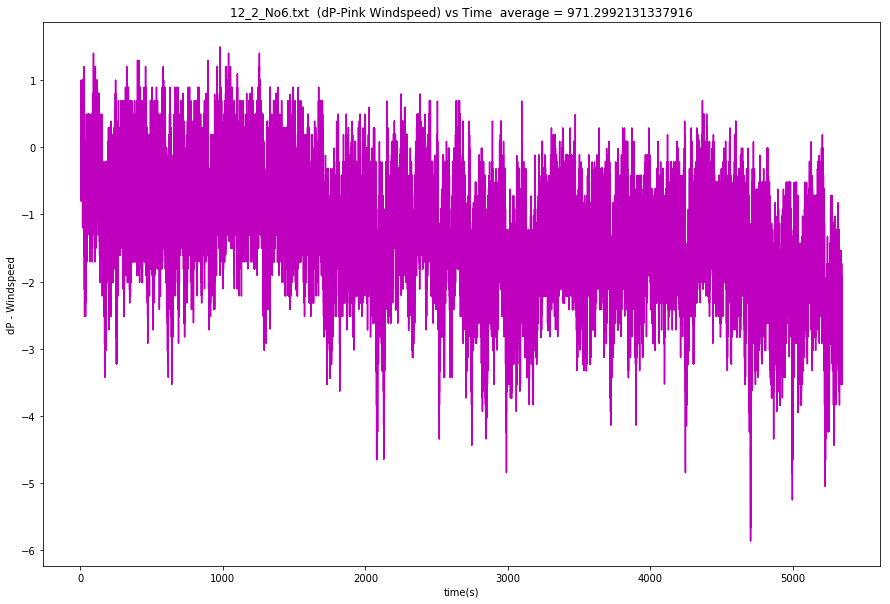 12_2_No6.txt  (dP-Pink Windspeed) vs Time  average = 971.2992131337916
1
0
−1
−2
−3
−4
−5
−6
dP - Windspeed
0 1000 2000 3000 4000 5000
time(s)